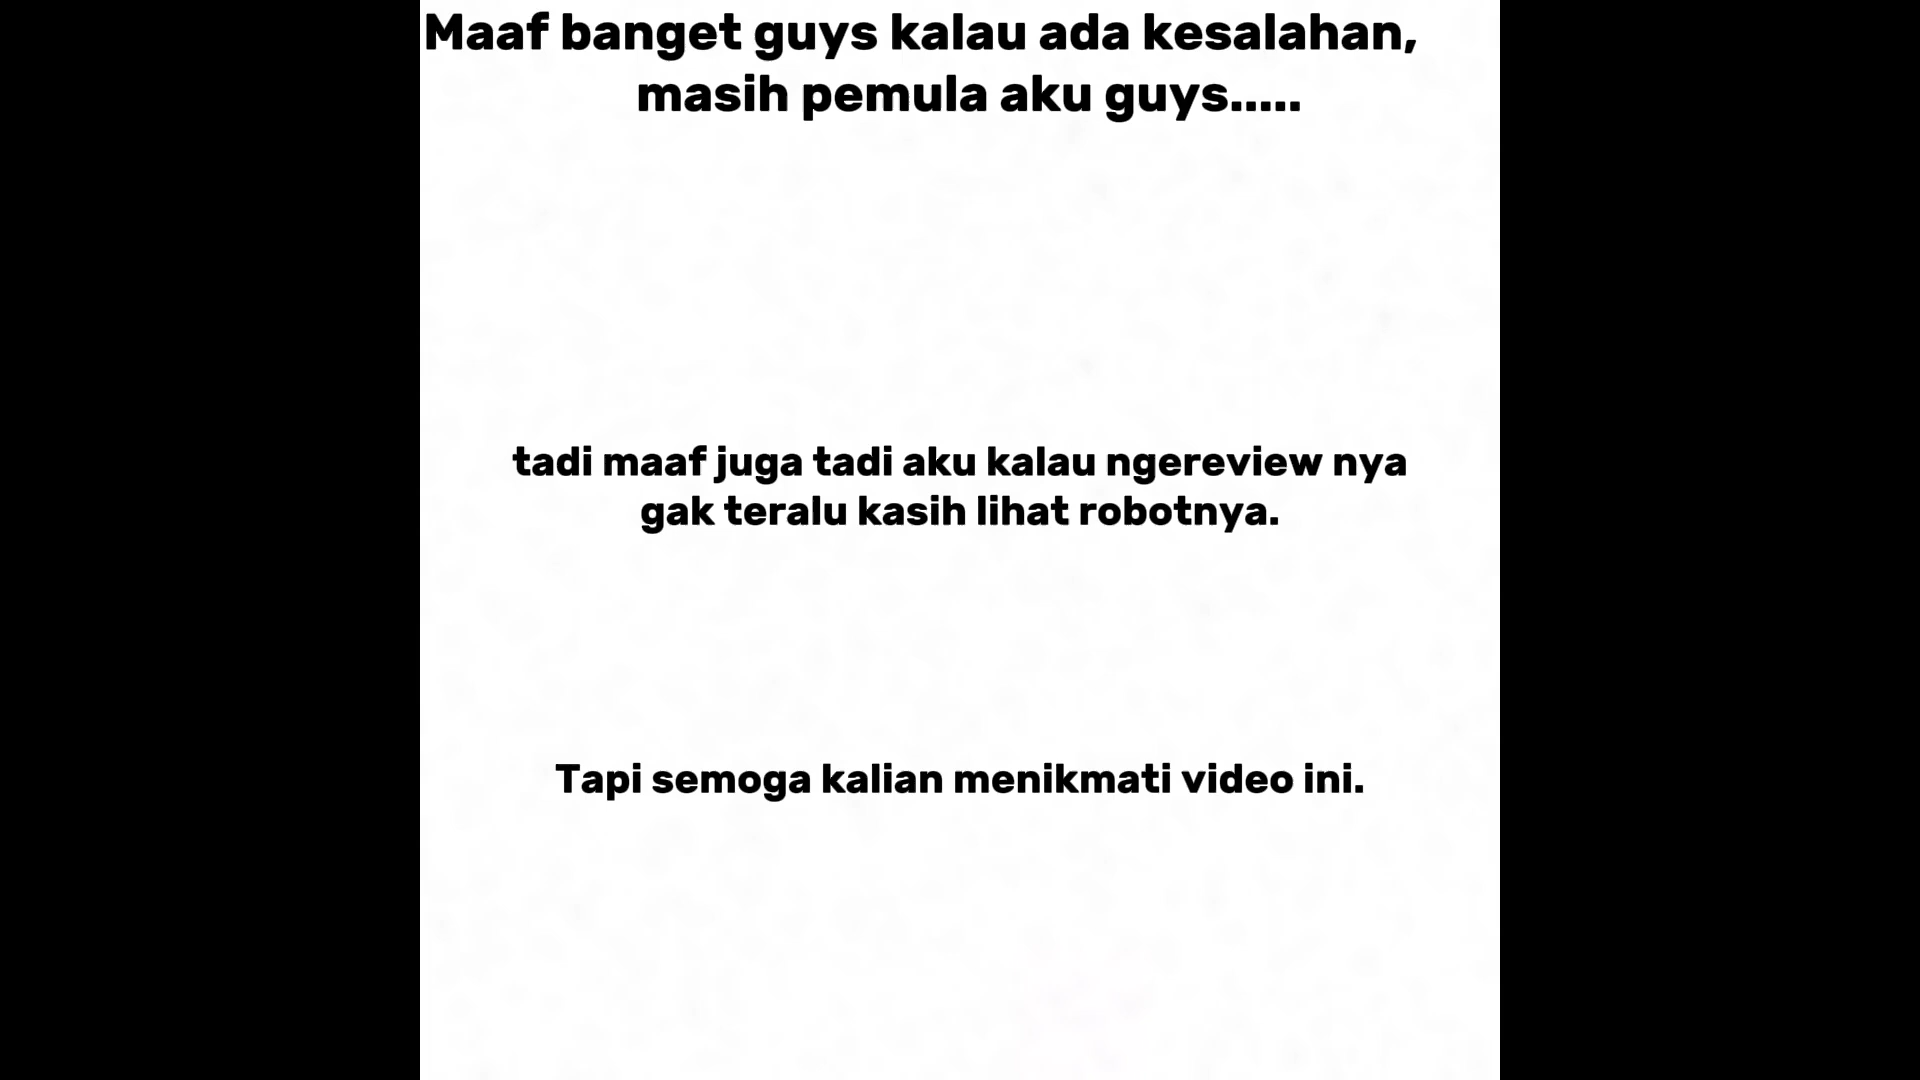 Maaf banget guys kalau ada kesalahan,
masih pemula aku guys.....
tadi maaf juga tadi aku kalau ngereview nya
gak teralu kasih lihat robotnya.
Tapi semoga kalian menikmati video ini.